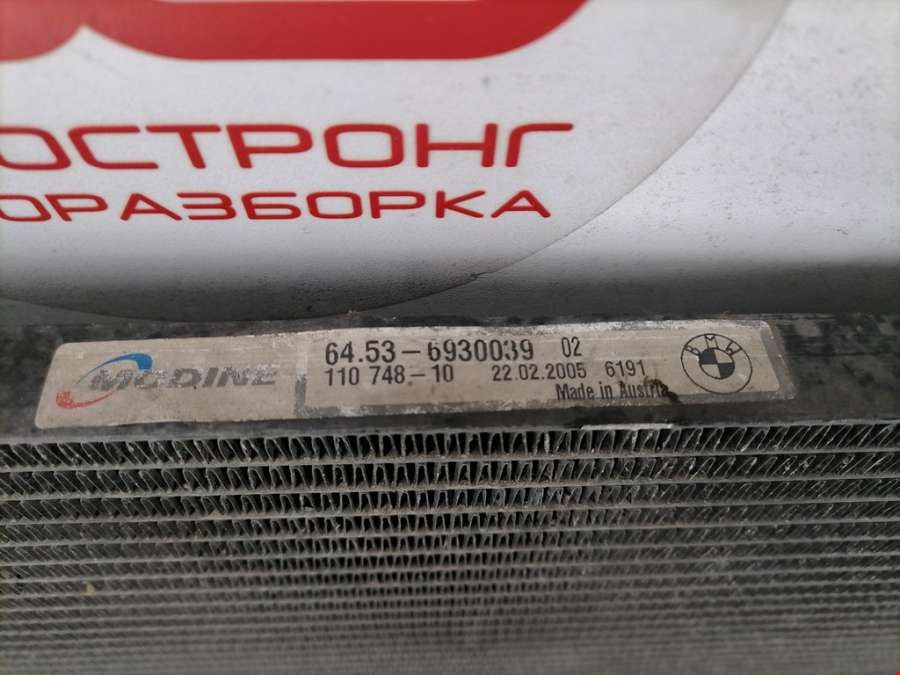 ОСТРОНГ
ОРАЗБОРКА
MODINE
64.53-6930039 02
110 748-10 22.02.2005 6191
Made in Austria
BMW